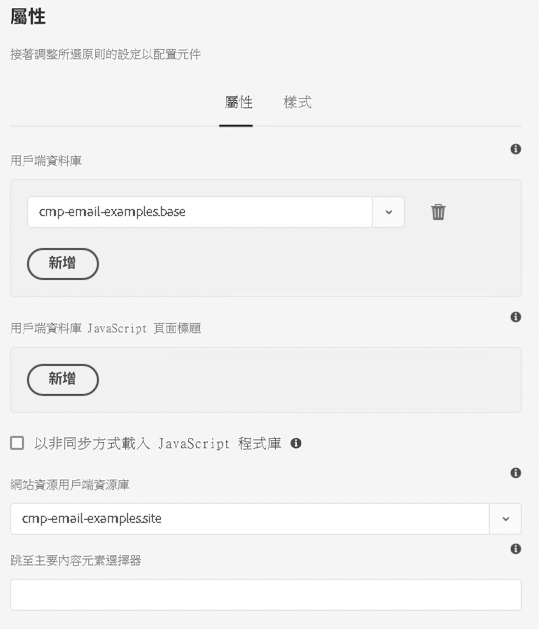 屬性
接著調整所選原則的設定以配置元件
屬性 樣式
用戶端資料庫
cmp-email-examples.base
新增
用戶端資料庫 JavaScript 頁面標題
新增
以非同步方式載入 JavaScript 程式庫
網站資源用戶端資源庫
cmp-email-examples.site
跳至主要內容元素選擇器